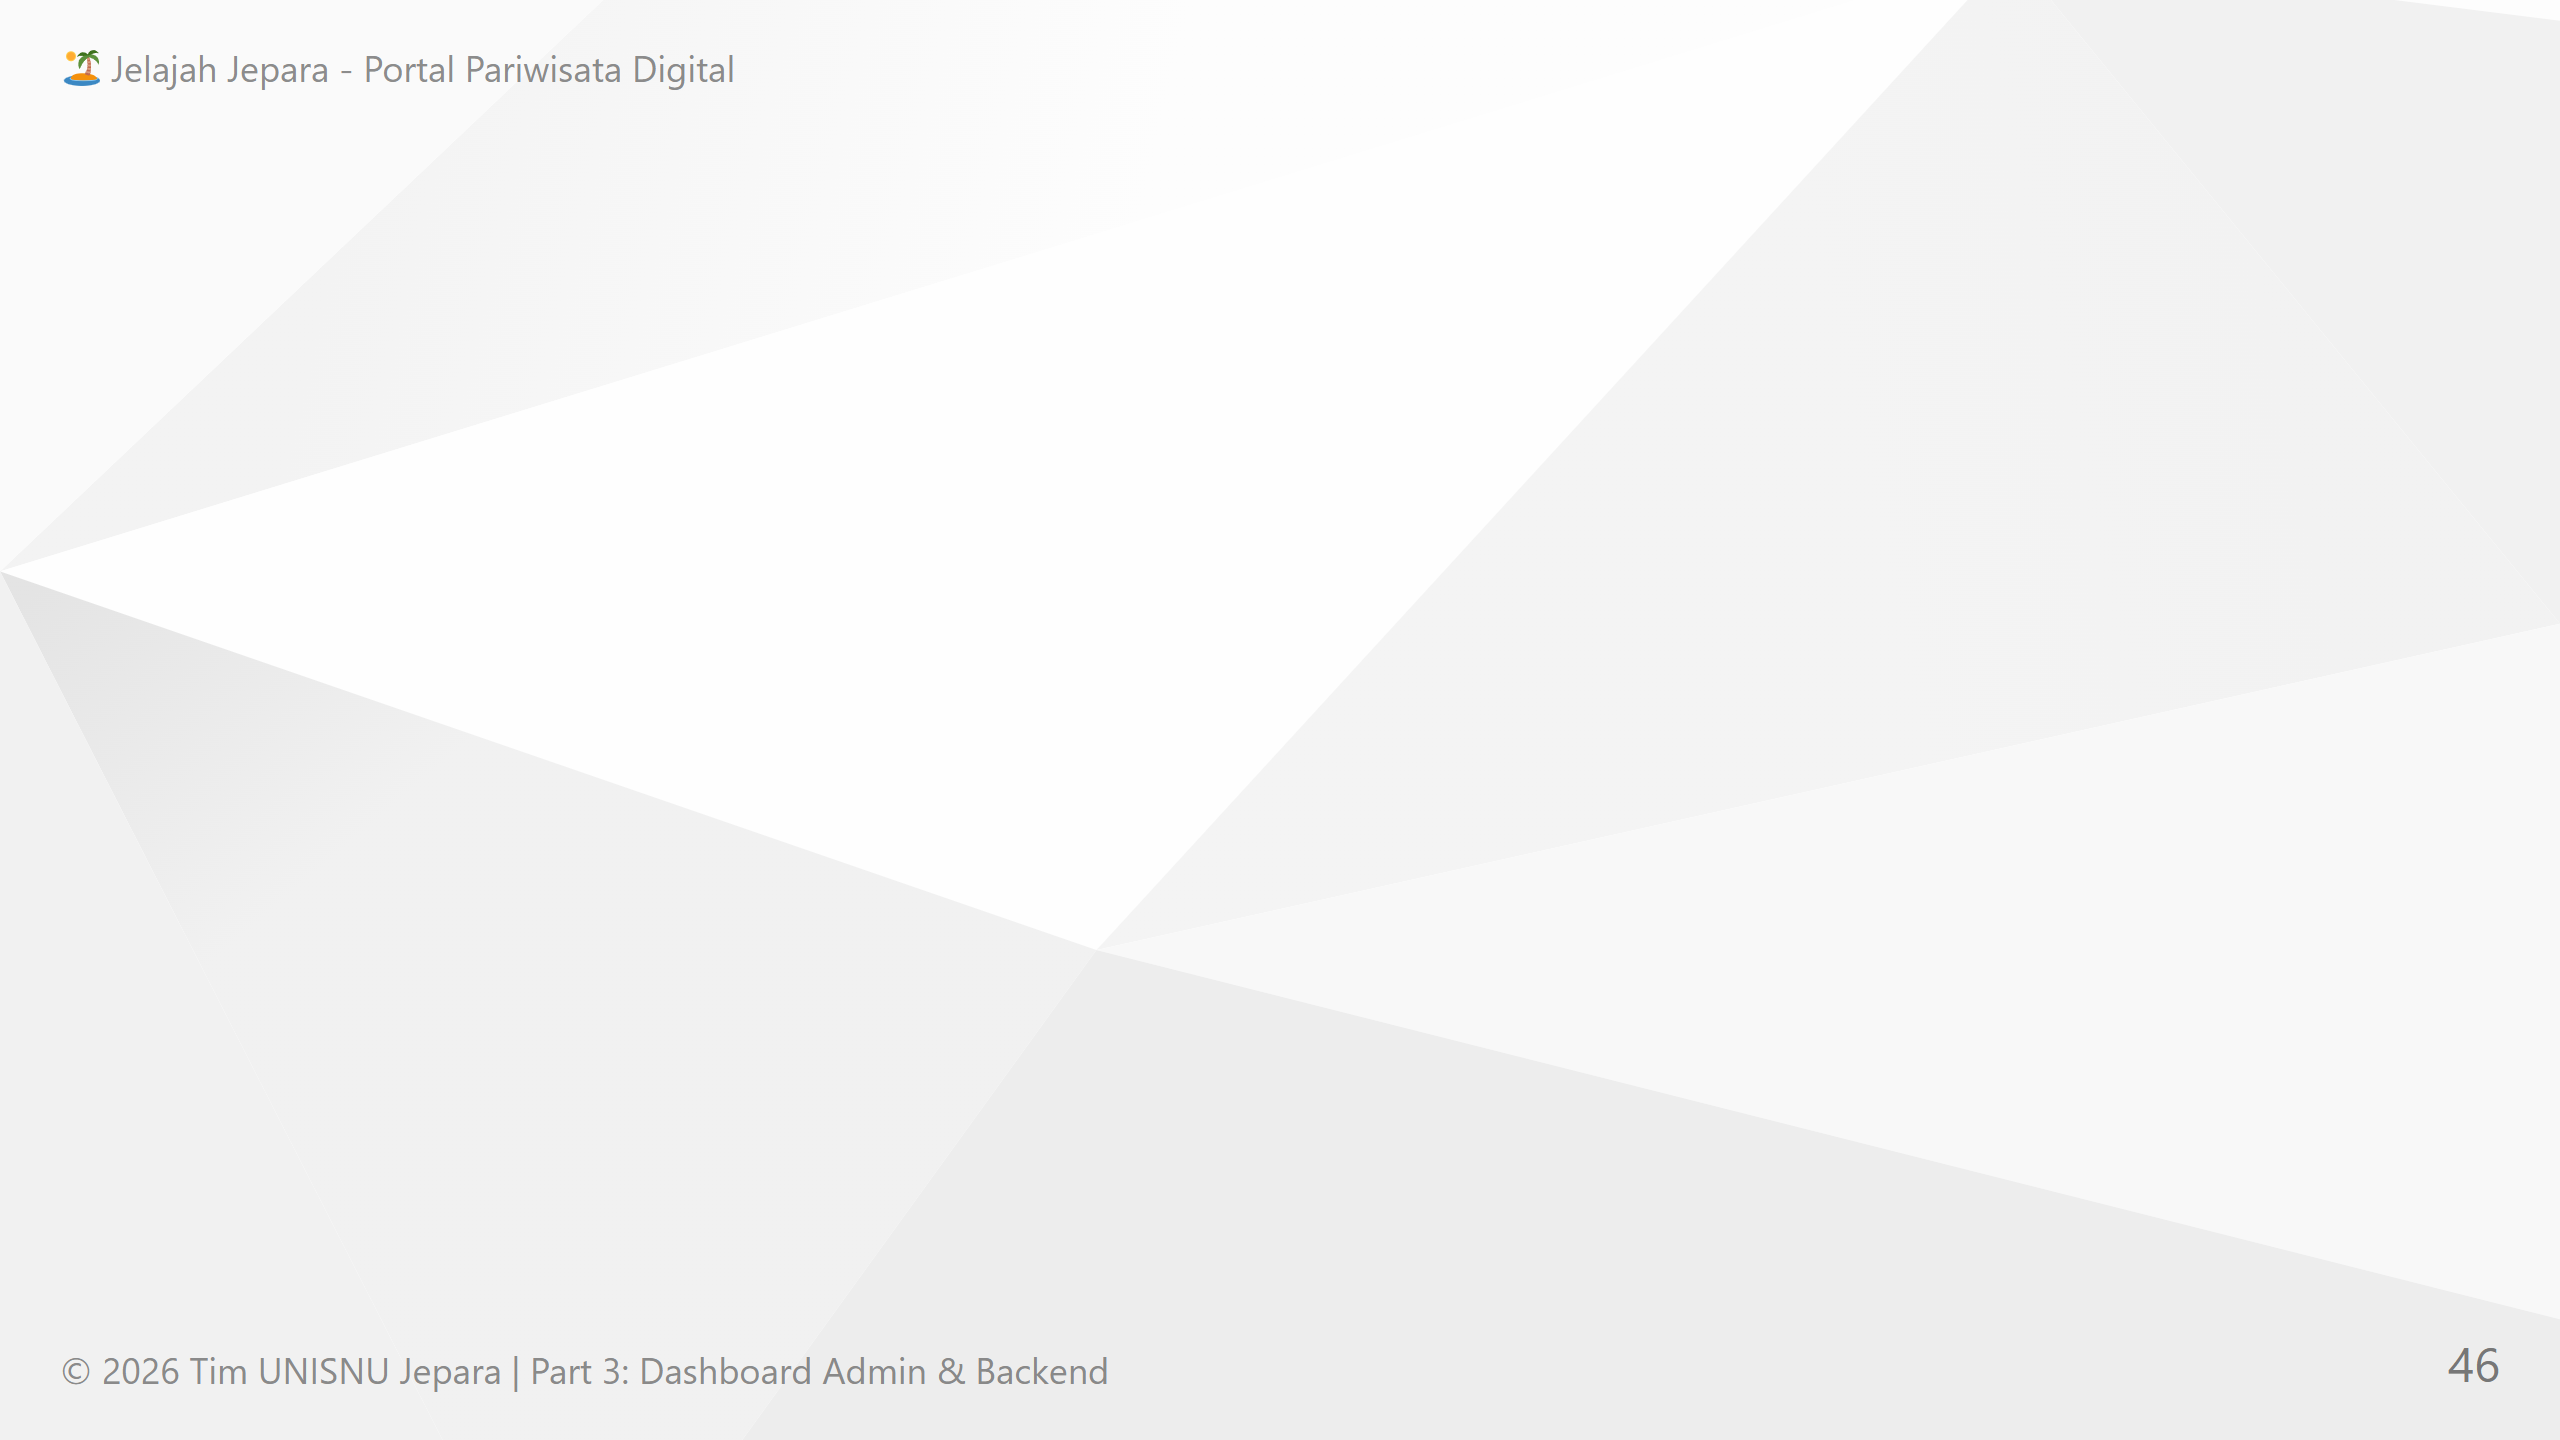 🏝️ Jelajah Jepara - Portal Pariwisata Digital
© 2026 Tim UNISNU Jepara | Part 3: Dashboard Admin & Backend
46